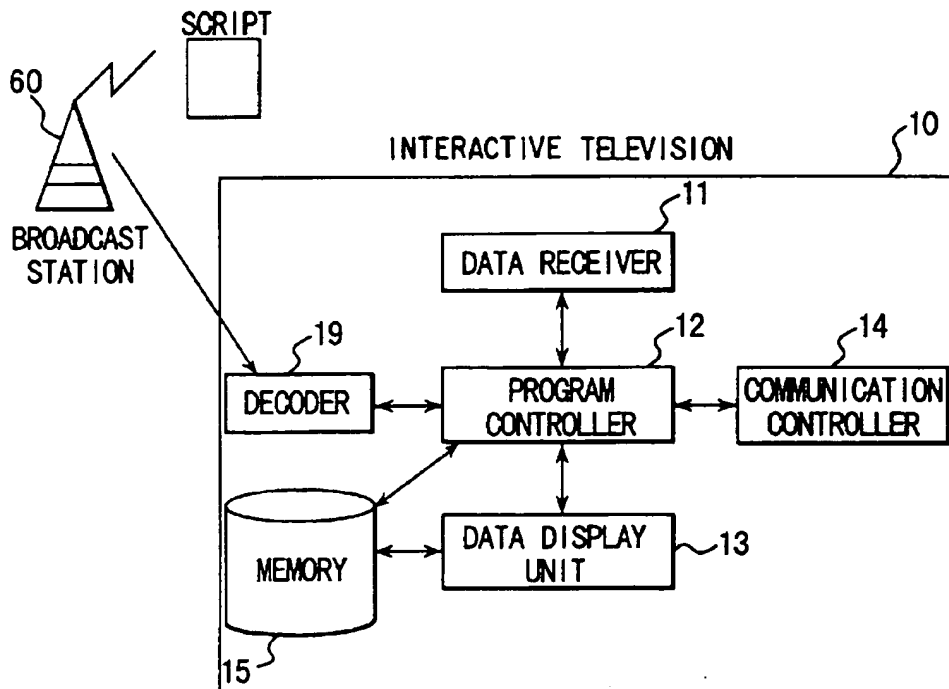 SCRIPT
60
BROADCAST
STATION
INTERACTIVE TELEVISION
10
11
DATA RECEIVER
19
DECODER
12
PROGRAM
CONTROLLER
14
COMMUNICATION
CONTROLLER
MEMORY
15
DATA DISPLAY
UNIT
13